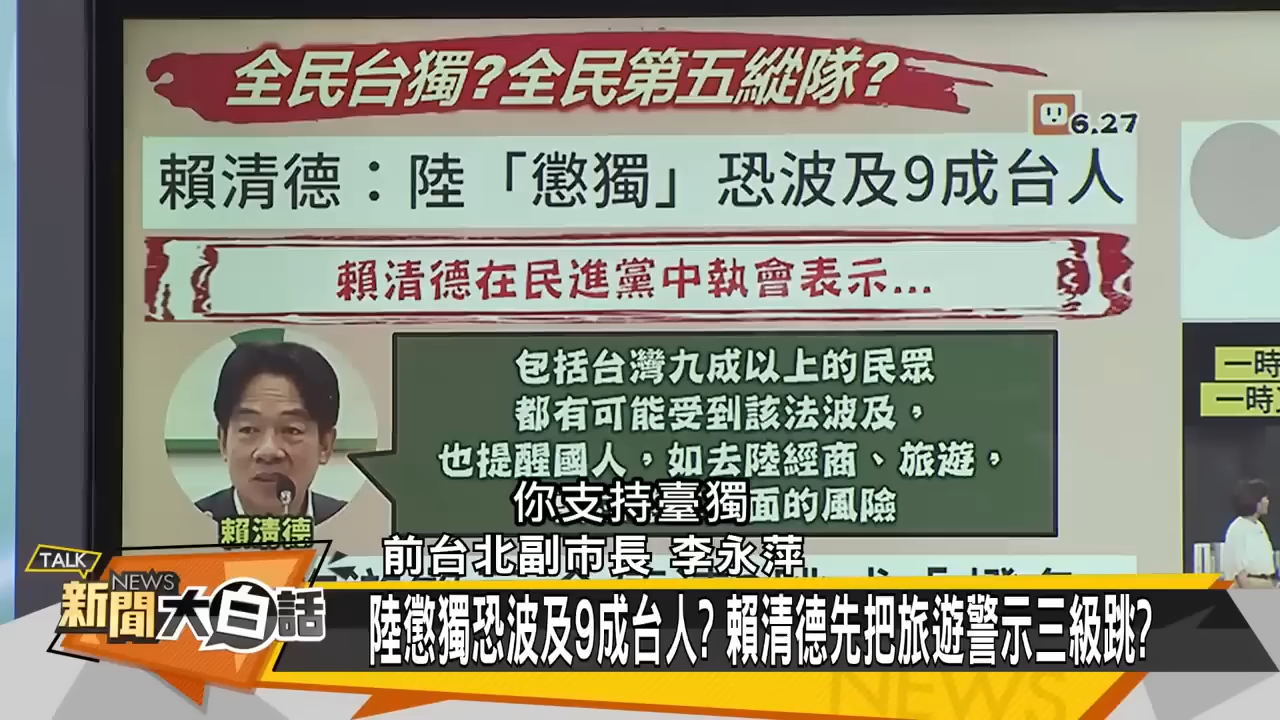 全民台獨?全民第五縱隊?
6.27
賴清德：陸「懲獨」恐波及9成台人
賴清德在民進黨中執會表示...
包括台灣九成以上的民眾
都有可能受到該法波及，
也提醒國人，如去陸經商、旅遊，
面的風險
賴清德
一時
一時
你支持臺獨
前台北副市長 李永萍
TALK
NEWS
新聞大白話
陸懲獨恐波及9成台人? 賴清德先把旅遊警示三級跳?
NEWS